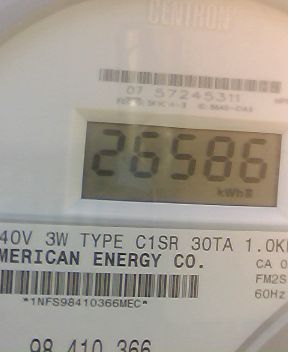 CENTRON
07 57245311
26586
kWh
40V 3W TYPE C1SR 30TA 1.0K
MERICAN ENERGY CO.
CA 0
FM2S
60Hz
*1NFS98410366MEC*
98 410 366